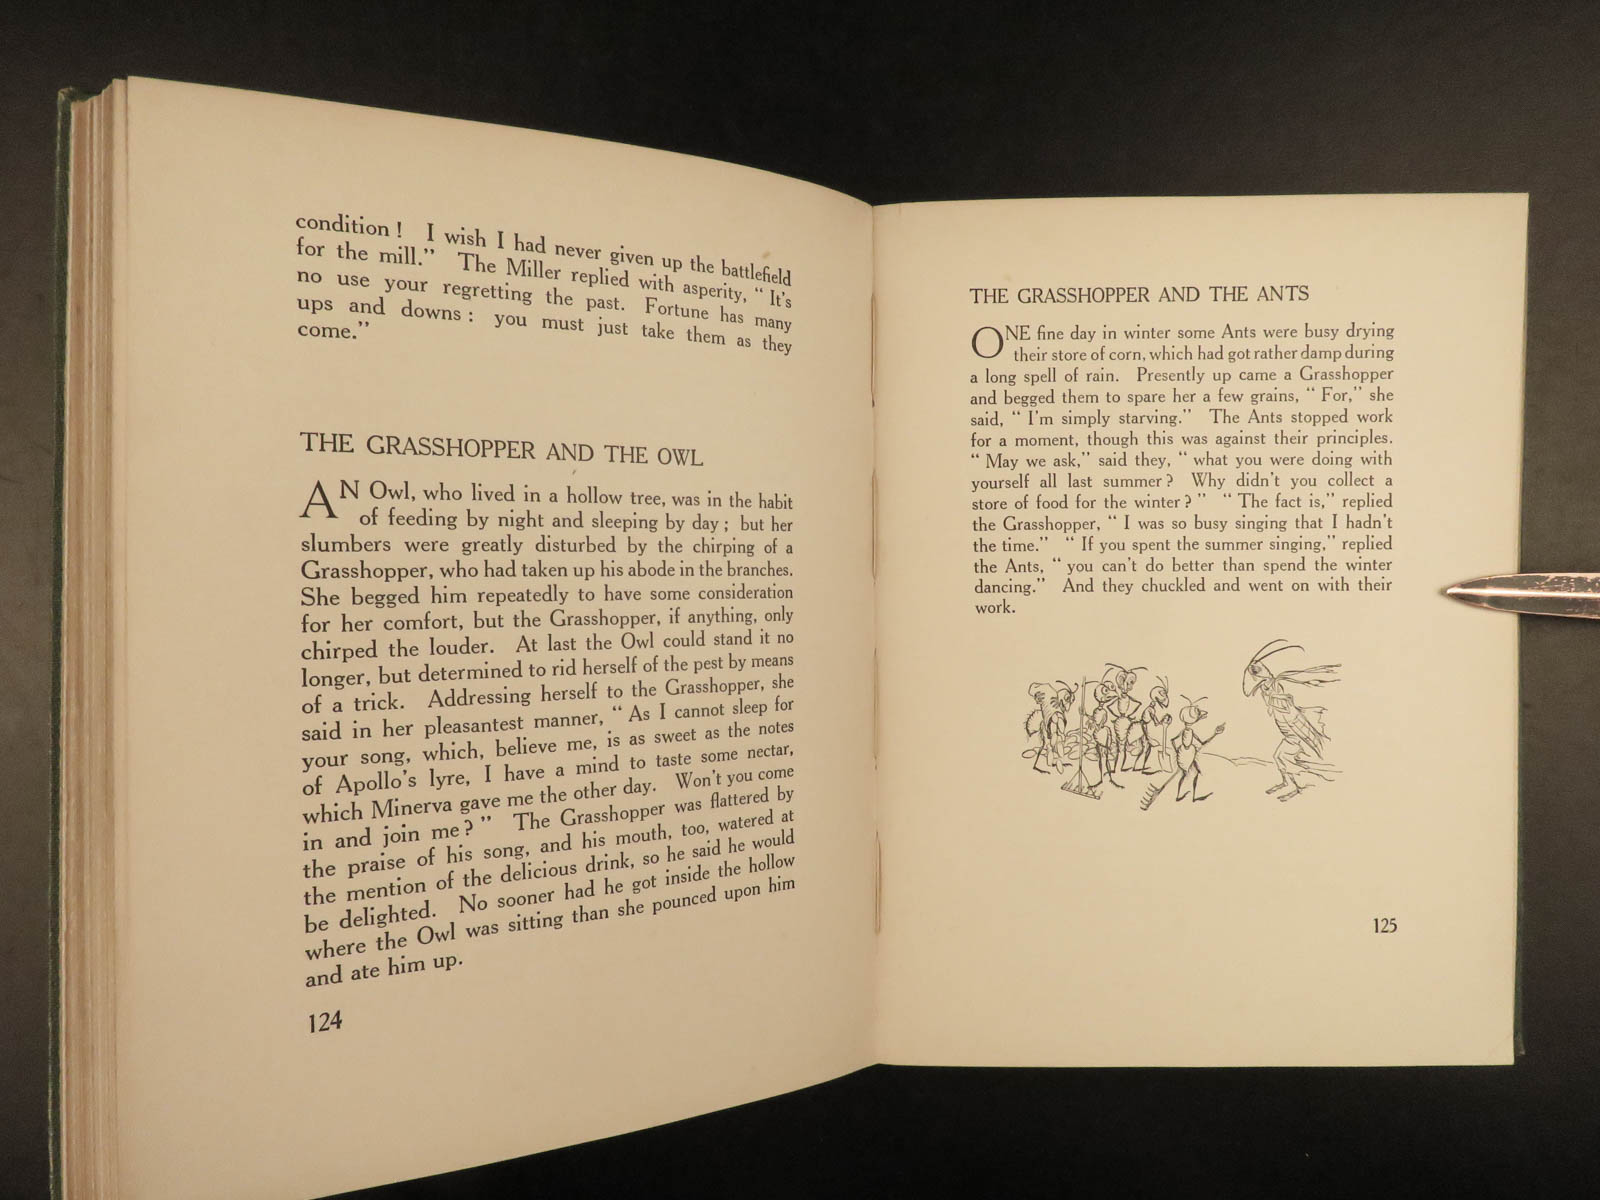 condition! I wish I had never given up the battlefield
for the mill.” The Miller replied with asperity, “ It’s
no use your regretting the past. Fortune has many
ups and downs : you must just take them as they
come.”
THE GRASSHOPPER AND THE OWL
AN Owl, who lived in a hollow tree, was in the habit
of feeding by night and sleeping by day ; but her
slumbers were greatly disturbed by the chirping of a
Grasshopper, who had taken up his abode in the branches.
She begged him repeatedly to have some consideration
for her comfort, but the Grasshopper, if anything, only
chirped the louder. At last the Owl could stand it no
longer, but determined to rid herself of the pest by means
of a trick. Addressing herself to the Grasshopper, she
said in her pleasantest manner, “ As I cannot sleep for
your song, which, believe me, is as sweet as the notes
of Apollo’s lyre, I have a mind to taste some nectar,
which Minerva gave me the other day. Won’t you come
in and join me? ” The Grasshopper was flattered by
the praise of his song, and his mouth, too, watered at
the mention of the delicious drink, so he said he would
be delighted. No sooner had he got inside the hollow
where the Owl was sitting than she pounced upon him
and ate him up.
124
THE GRASSHOPPER AND THE ANTS
ONE fine day in winter some Ants were busy drying
their store of corn, which had got rather damp during
a long spell of rain. Presently up came a Grasshopper
and begged them to spare her a few grains, “ For,” she
said, “ I’m simply starving.” The Ants stopped work
for a moment, though this was against their principles.
“ May we ask,” said they, “ what you were doing with
yourself all last summer? Why didn’t you collect a
store of food for the winter? ” “ The fact is,” replied
the Grasshopper, “ I was so busy singing that I hadn’t
the time.” “ If you spent the summer singing,” replied
the Ants, “ you can’t do better than spend the winter
dancing.” And they chuckled and went on with their
work.
125